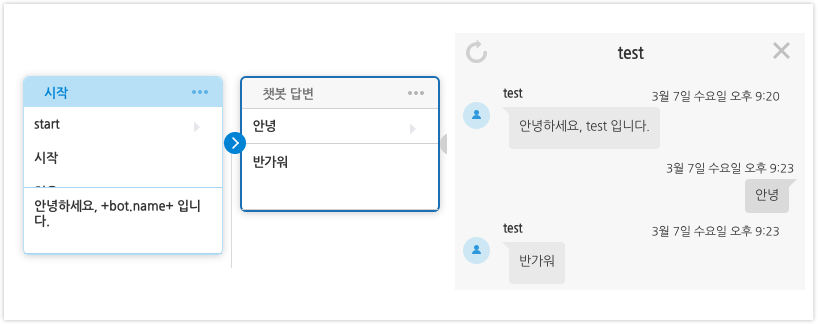 시작
start
시작
안녕하세요, +bot.name+ 입니
다.
챗봇 답변
안녕
반가워
test
test
3월 7일 수요일 오후 9:20
안녕하세요, test 입니다.
3월 7일 수요일 오후 9:23
안녕
test
3월 7일 수요일 오후 9:23
반가워